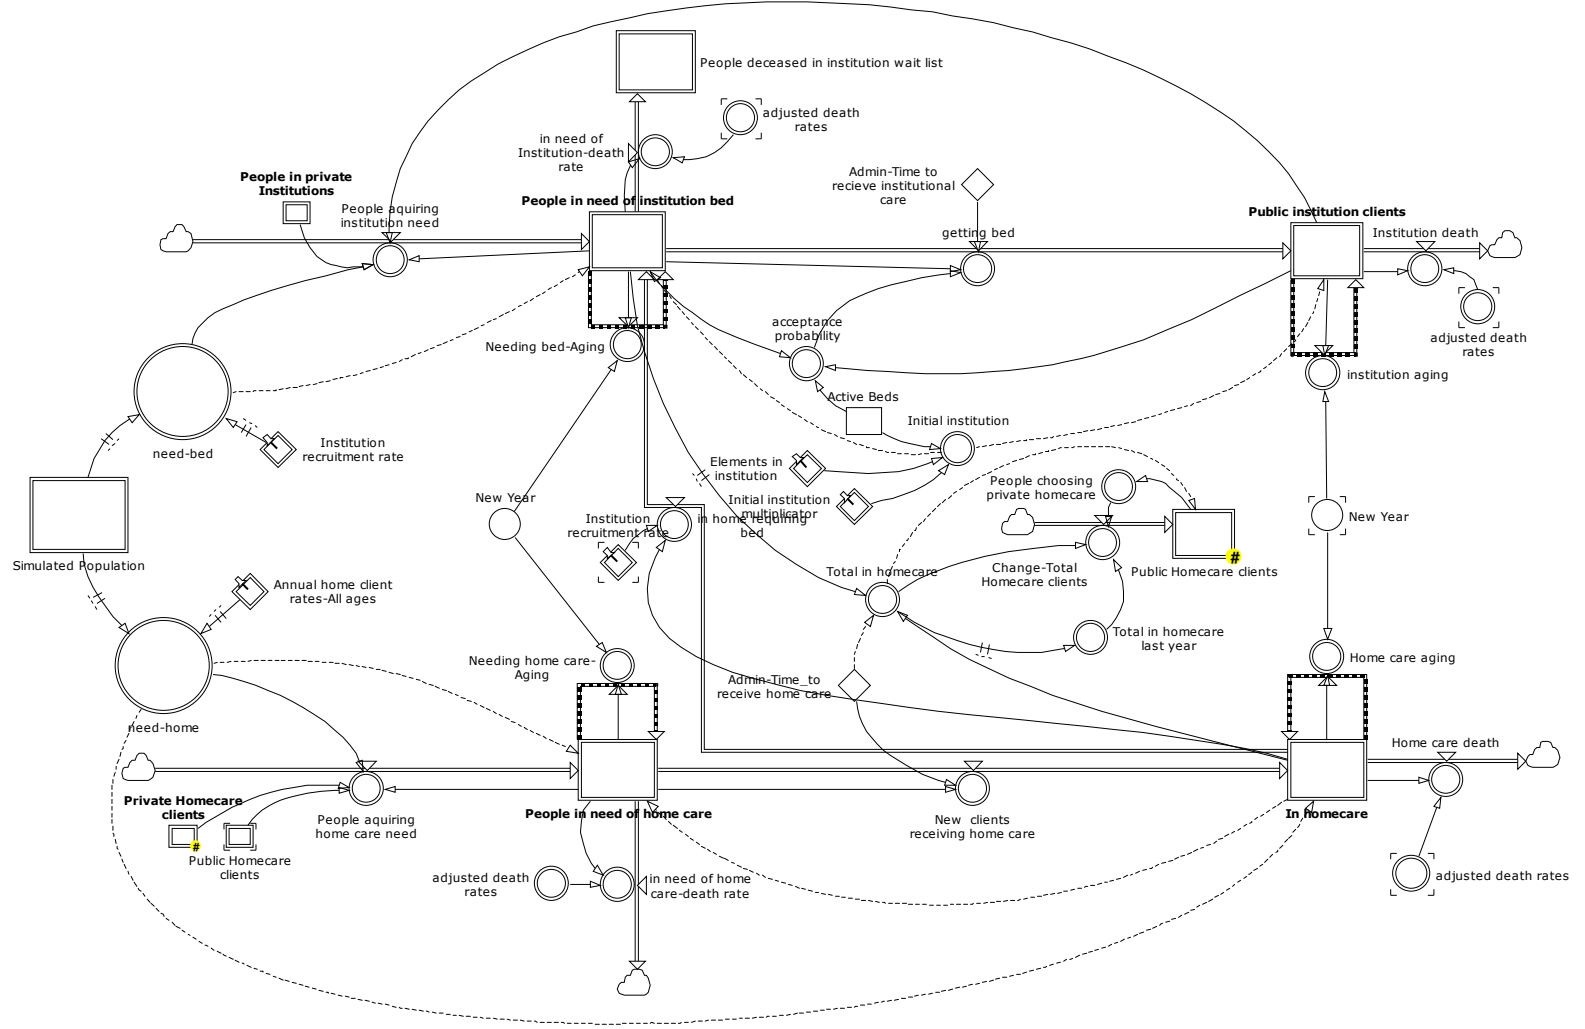 People deceased in institution wait list
adjusted death
rates
in need of
Institution-death
rate
People in private
Institutions
People aquiring
institution need
People in need of institution bed
Admin-Time to
recieve institutional
care
getting bed
Public institution clients
Institution death
adjusted death
rates
acceptance
probability
Needing bed-Aging
institution aging
Active Beds
Initial institution
Institution
recruitment rate
need-bed
Elements in
institution
People choosing
private homecare
Initial institution
multiplicator
New Year
Institution
recruitment rate
in home requiring
bed
New Year
Simulated Population
Total in homecare
Change-Total
Homecare clients
Public Homecare clients
#
Annual home client
rates-All ages
Total in homecare
last year
Needing home care-
Aging
Home care aging
Admin-Time_to
receive home care
need-home
Home care death
Private Homecare
clients
#
People aquiring
home care need
People in need of home care
New clients
receiving home care
In homecare
Public Homecare
clients
adjusted death
rates
in need of home
care-death rate
adjusted death rates